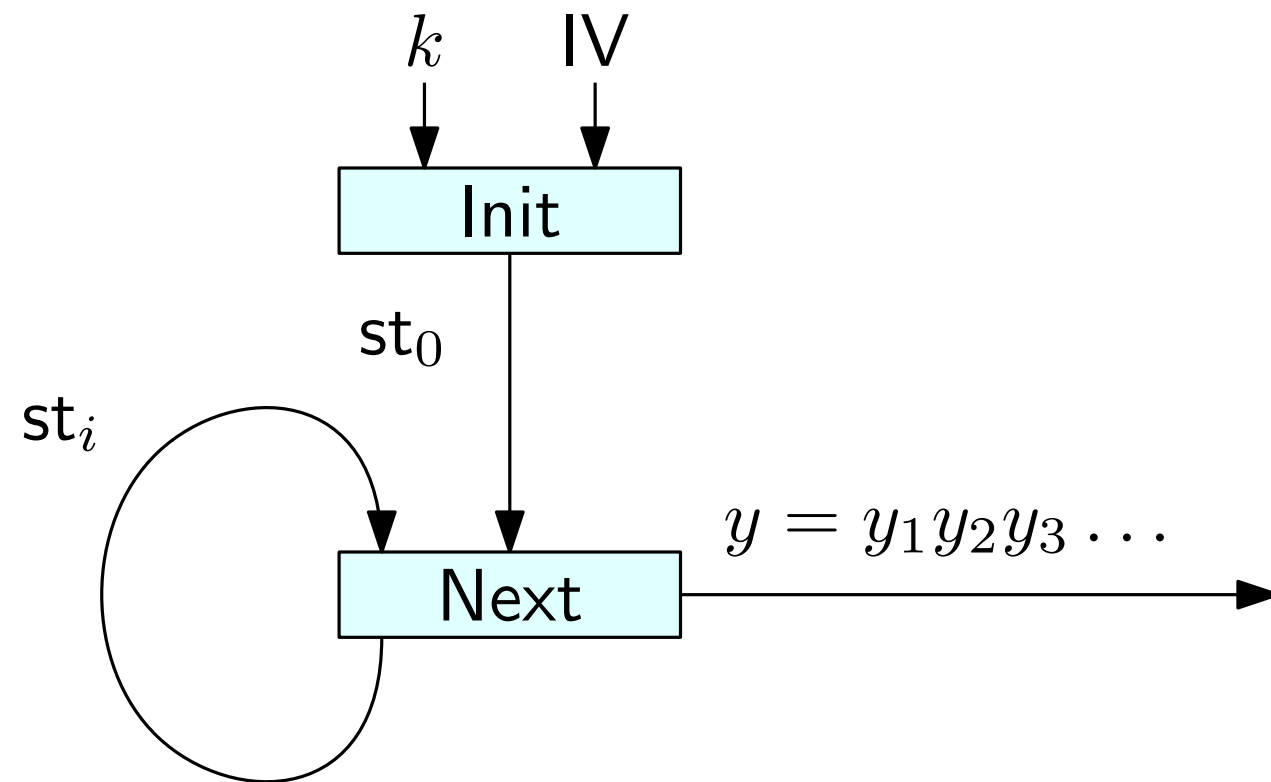 k IV
Init
st₀
stᵢ
y = y₁y₂y₃ ⋯
Next